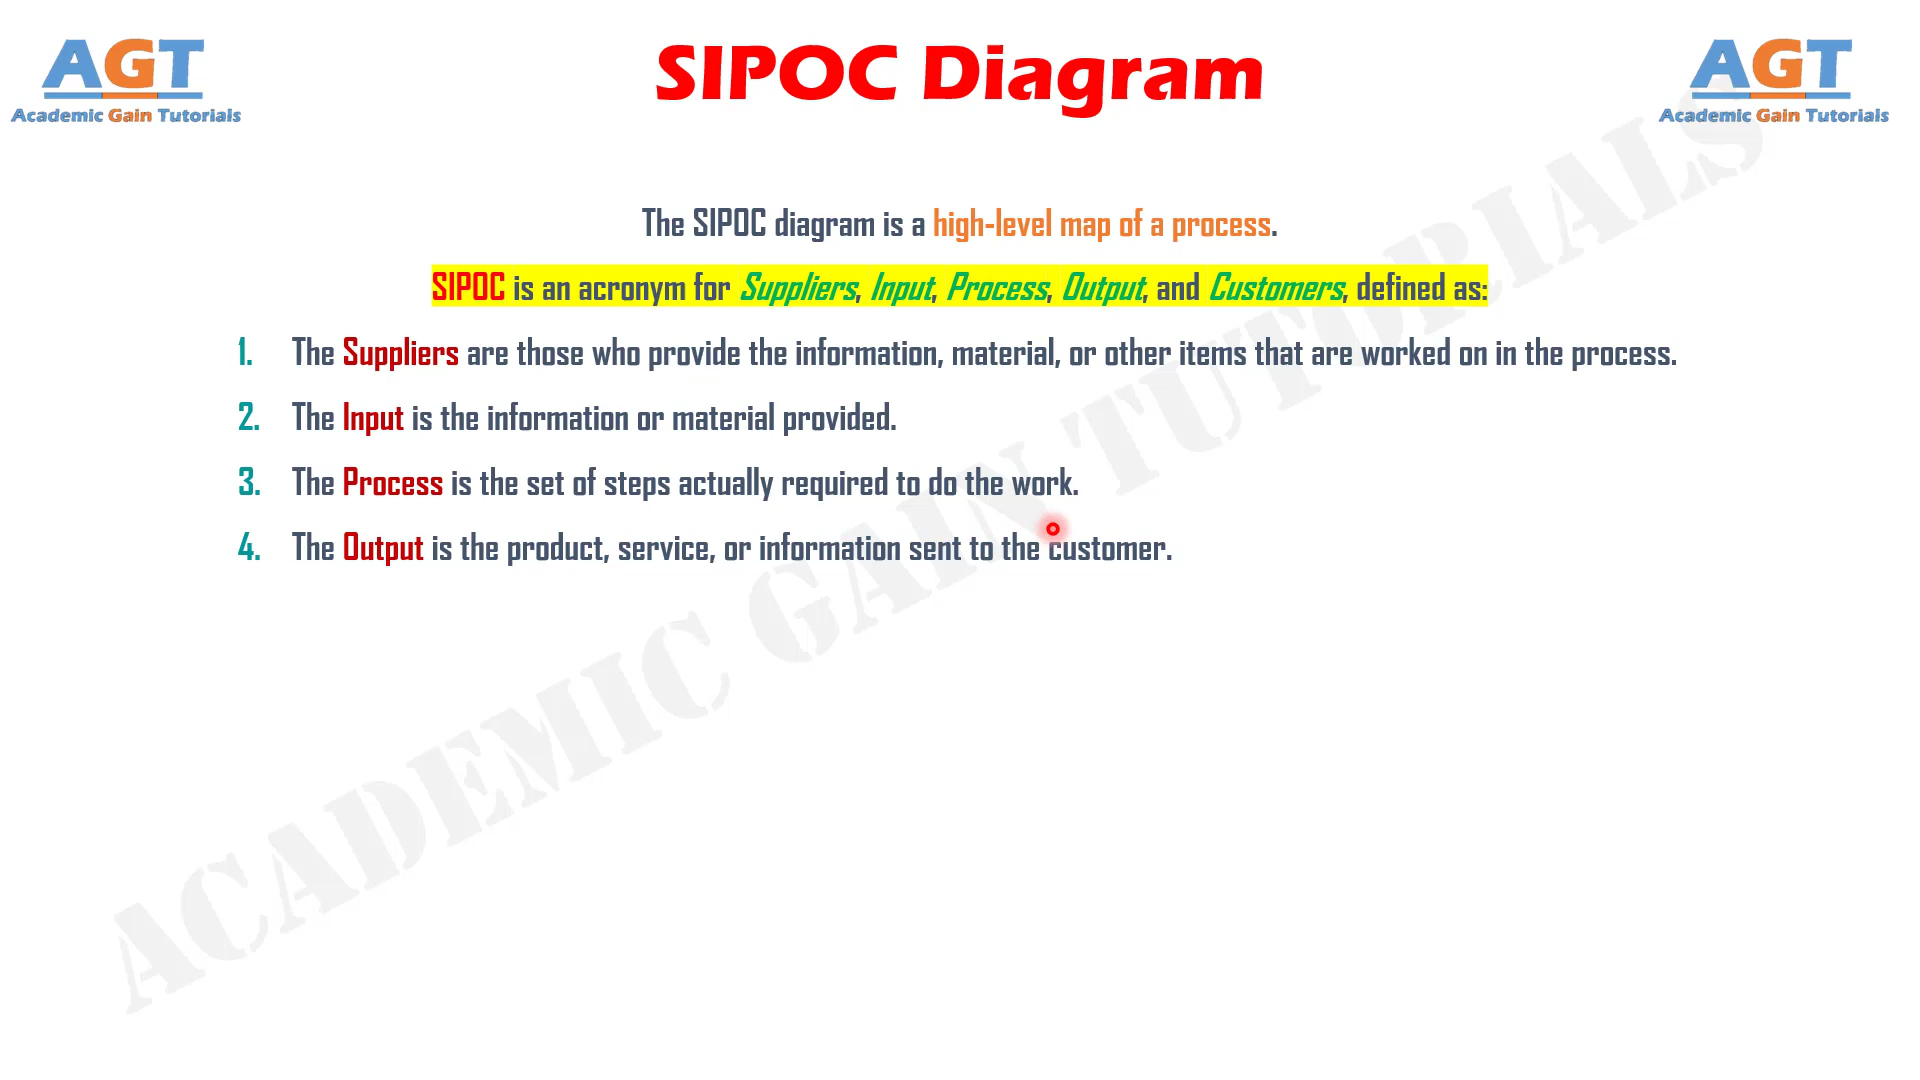 AGT
Academic Gain Tutorials
SIPOC Diagram
AGT
Academic Gain Tutorials
The SIPOC diagram is a high-level map of a process.
SIPOC is an acronym for Suppliers, Input, Process, Output, and Customers, defined as:
1. The Suppliers are those who provide the information, material, or other items that are worked on in the process.
2. The Input is the information or material provided.
3. The Process is the set of steps actually required to do the work.
4. The Output is the product, service, or information sent to the customer.
ACADEMIC GAIN TUTORIALS